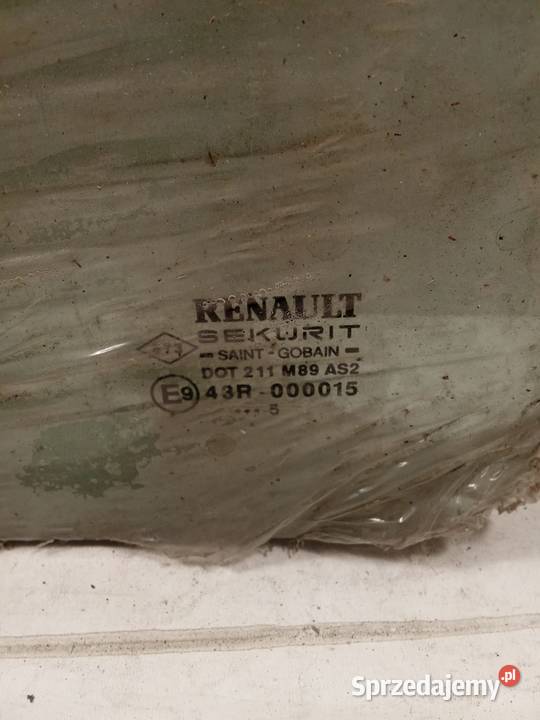 RENAULT
SEKURIT
SAINT-GOBAIN
DOT 211 M89 AS2
E9 43R-000015
... 5
Sprzedajemy.pl